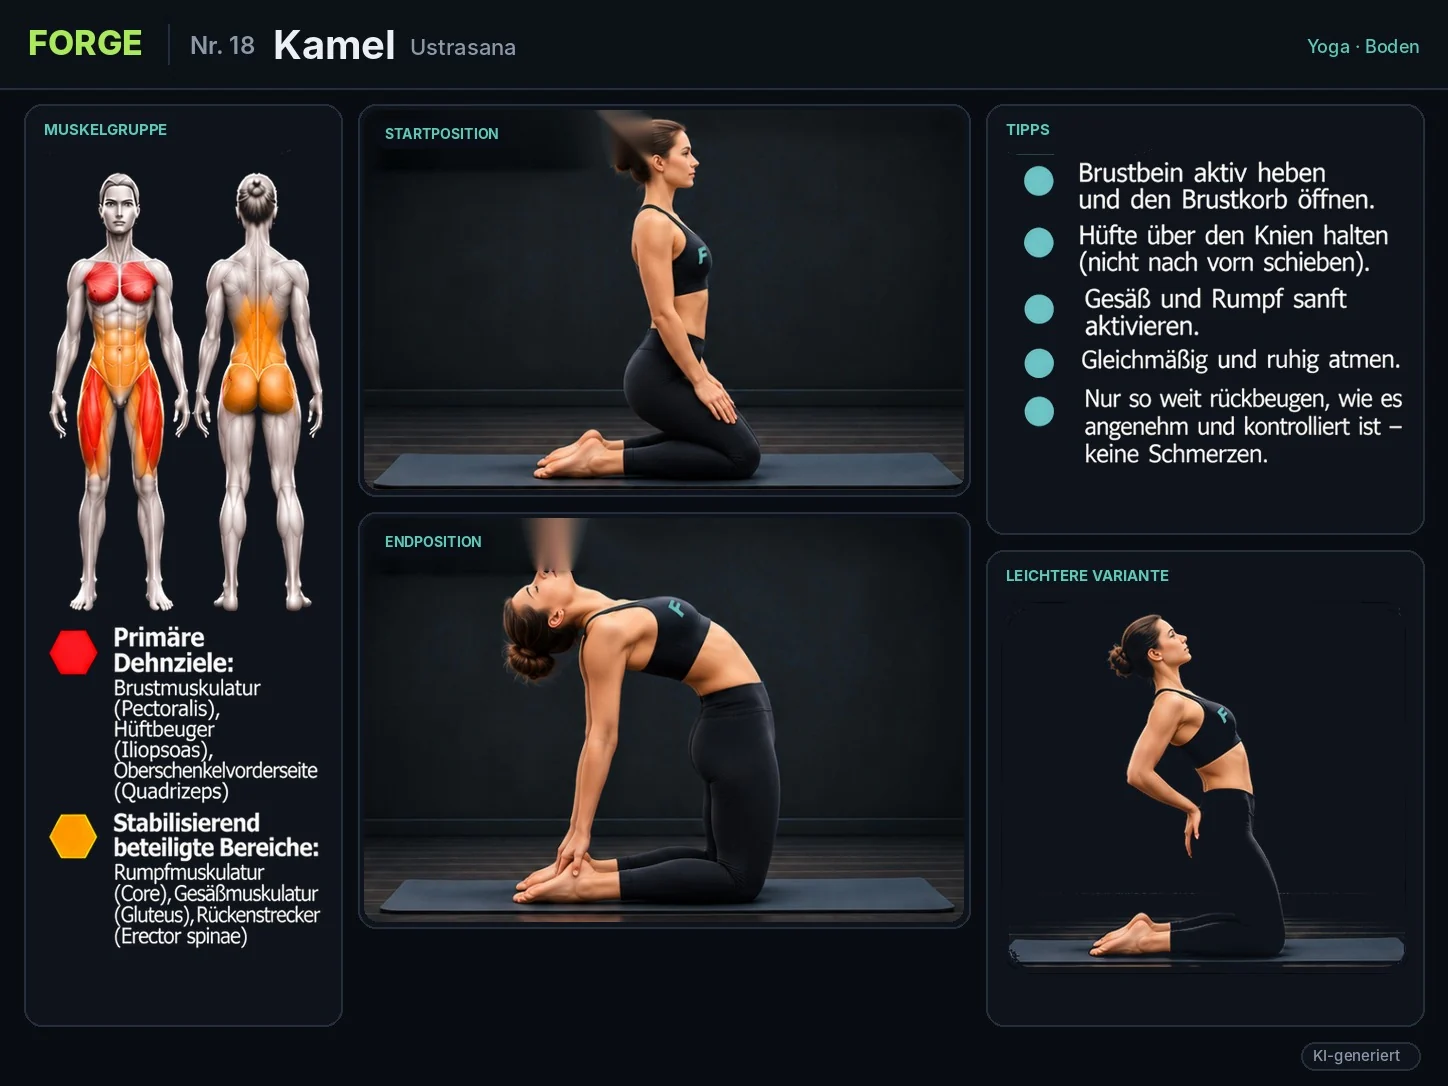 FORGE
Nr. 18
Kamel
Ustrasana
Yoga · Boden
MUSKELGRUPPE
Primäre
Dehnziele:
Brustmuskulatur
(Pectoralis),
Hüftbeuger
(Iliopsoas),
Oberschenkelvorderseite
(Quadrizeps)
Stabilisierend
beteiligte Bereiche:
Rumpfmuskulatur
(Core), Gesäßmuskulatur
(Gluteus), Rückenstrecker
(Erector spinae)
STARTPOSITION
F
ENDPOSITION
F
TIPPS
Brustbein aktiv heben
und den Brustkorb öffnen.
Hüfte über den Knien halten
(nicht nach vorn schieben).
Gesäß und Rumpf sanft
aktivieren.
Gleichmäßig und ruhig atmen.
Nur so weit rückbeugen, wie es
angenehm und kontrolliert ist –
keine Schmerzen.
LEICHTERE VARIANTE
F
KI-generiert